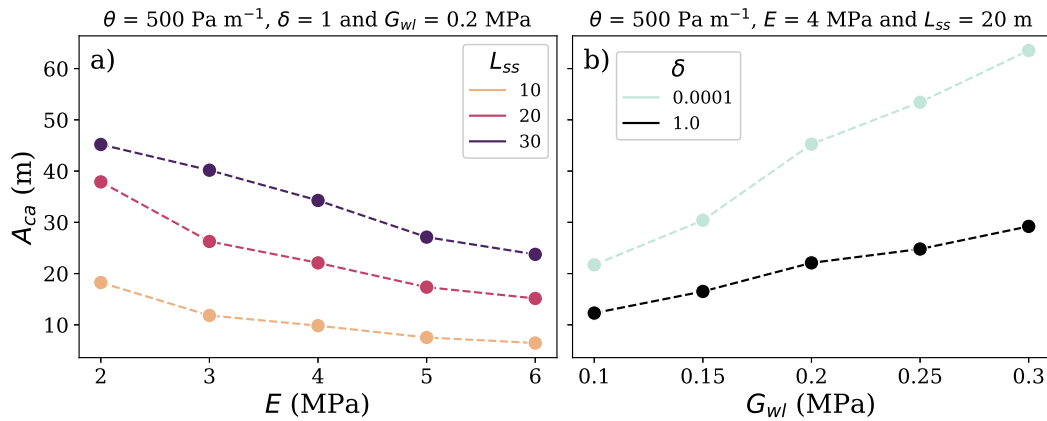 θ = 500 Pa m⁻¹, δ = 1 and G_wl = 0.2 MPa
a)
L_ss
10
20
30
60
50
40
30
20
10
A_ca (m)
2 3 4 5 6
E (MPa)
θ = 500 Pa m⁻¹, E = 4 MPa and L_ss = 20 m
b)
δ
0.0001
1.0
0.1 0.15 0.2 0.25 0.3
G_wl (MPa)